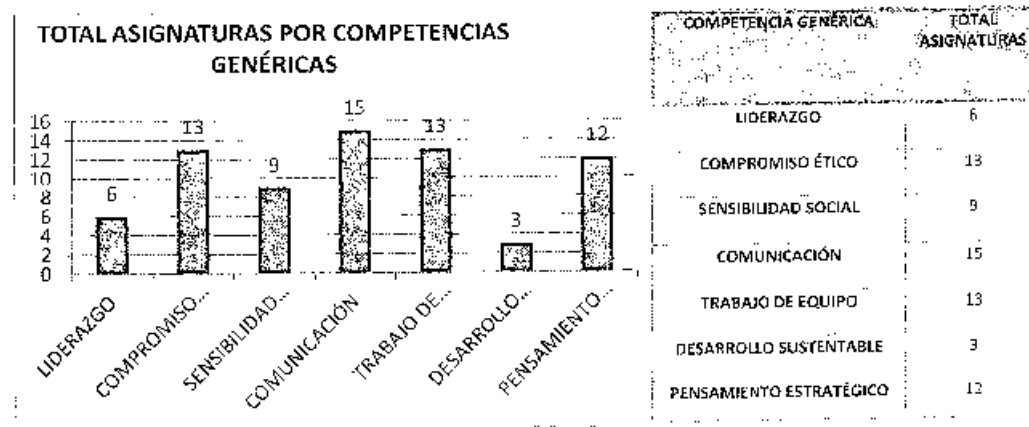 TOTAL ASIGNATURAS POR COMPETENCIAS
GENÉRICAS
16
14
12
10
8
6
4
2
0
6
13
9
15
13
3
12
LIDERAZGO
COMPROMISO...
SENSIBILIDAD...
COMUNICACIÓN
TRABAJO DE...
DESARROLLO...
PENSAMIENTO...
COMPETENCIA GENÉRICA TOTAL
ASIGNATURAS
LIDERAZGO 6
COMPROMISO ÉTICO 13
SENSIBILIDAD SOCIAL 9
COMUNICACIÓN 15
TRABAJO DE EQUIPO 13
DESARROLLO SUSTENTABLE 3
PENSAMIENTO ESTRATÉGICO 12